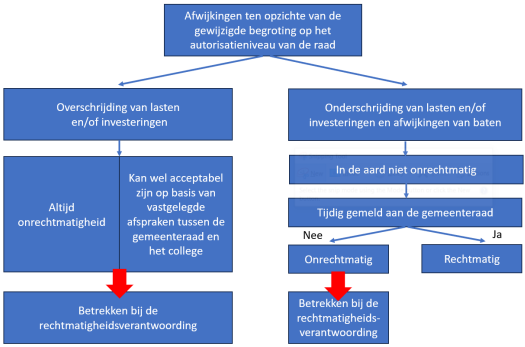 Afwijkingen ten opzichte van de
gewijzigde begroting op het
autorisatieniveau van de raad
Overschrijding van lasten
en/of investeringen
Onderschrijding van lasten en/of
investeringen en afwijkingen van baten
Altijd
onrechtmatigheid
Kan wel acceptabel
zijn op basis van
vastgelegde
afspraken tussen de
gemeenteraad en
het college
In de aard niet onrechtmatig
Tijdig gemeld aan de gemeenteraad
Nee
Ja
Onrechtmatig
Rechtmatig
Betrekken bij de
rechtmatigheidsverantwoording
Betrekken bij de
rechtmatigheids-
verantwoording